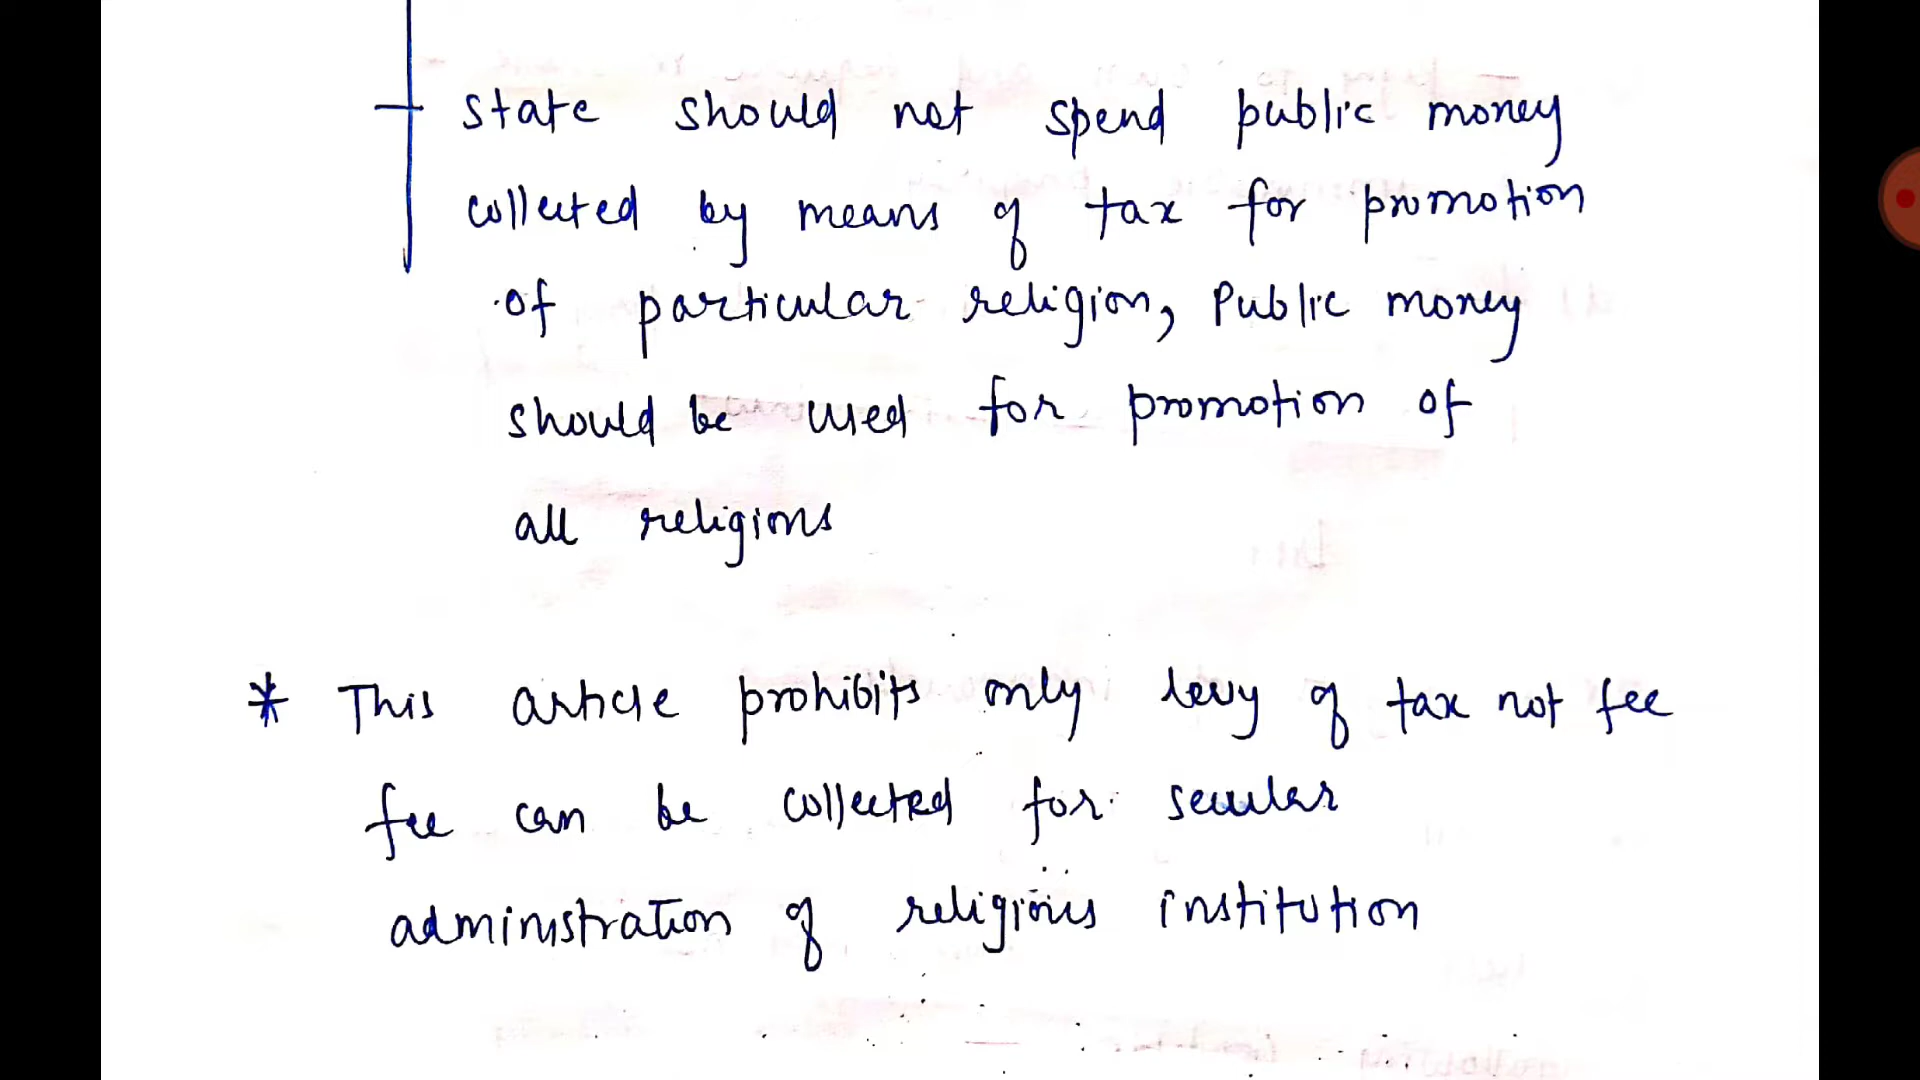 state should not spend public money
collected by means of tax for promotion
of particular religion, Public money
should be used for promotion of
all religions
* This article prohibits only levy of tax not fee
fee can be collected for secular
administration of religious institution